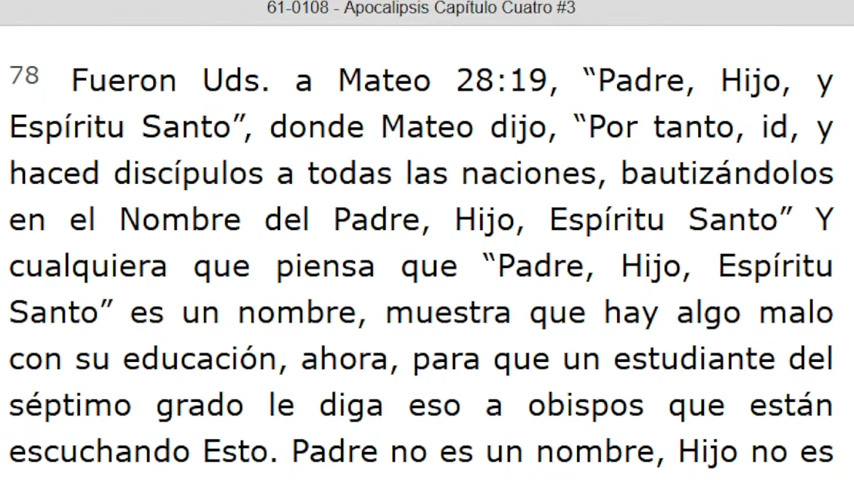 61-0108 - Apocalipsis Capítulo Cuatro #3
78 Fueron Uds. a Mateo 28:19, “Padre, Hijo, y
Espíritu Santo”, donde Mateo dijo, “Por tanto, id, y
haced discípulos a todas las naciones, bautizándolos
en el Nombre del Padre, Hijo, Espíritu Santo” Y
cualquiera que piensa que “Padre, Hijo, Espíritu
Santo” es un nombre, muestra que hay algo malo
con su educación, ahora, para que un estudiante del
séptimo grado le diga eso a obispos que están
escuchando Esto. Padre no es un nombre, Hijo no es